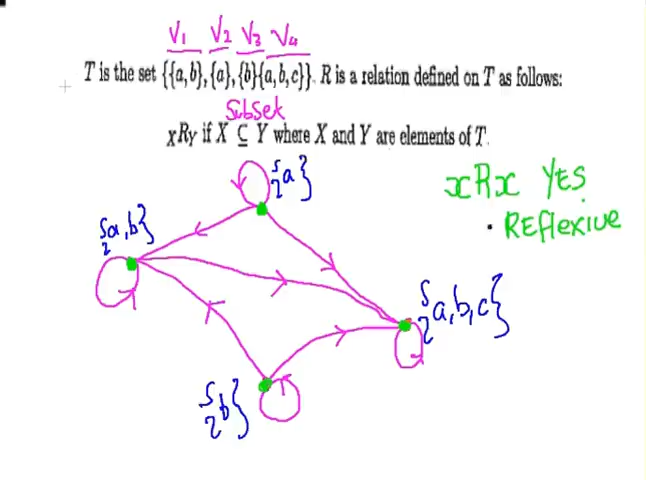 V1 V2 V3 V4
T is the set {{a, b}, {a}, {b}{a, b, c}}. R is a relation defined on T as follows:
Subset
xRy if X ⊆ Y where X and Y are elements of T.
{a}
xRx YES
{a,b}
• REflexive
{a,b,c}
{b}